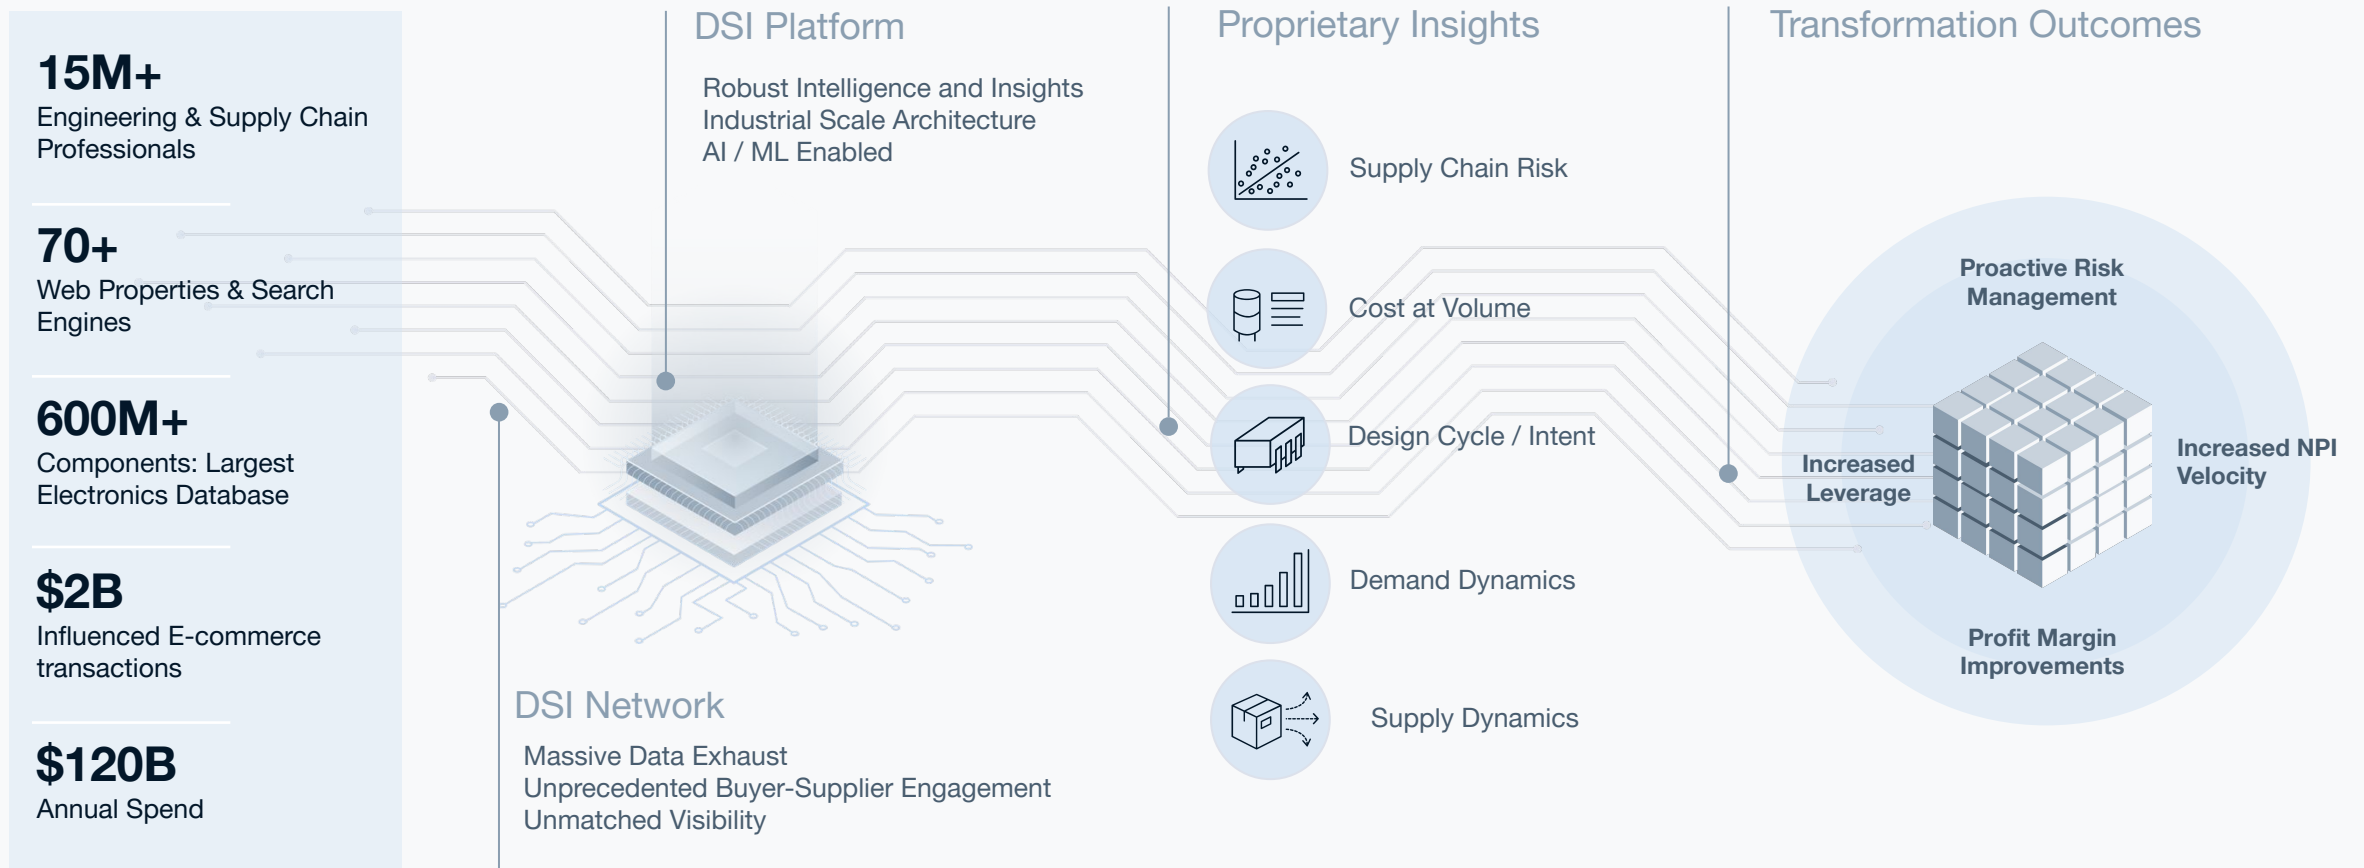 15M+
Engineering & Supply Chain
Professionals
70+
Web Properties & Search
Engines
600M+
Components: Largest
Electronics Database
$2B
Influenced E-commerce
transactions
$120B
Annual Spend
DSI Platform
Robust Intelligence and Insights
Industrial Scale Architecture
AI / ML Enabled
DSI Network
Massive Data Exhaust
Unprecedented Buyer-Supplier Engagement
Unmatched Visibility
Proprietary Insights
Supply Chain Risk
Cost at Volume
Design Cycle / Intent
Demand Dynamics
Supply Dynamics
Transformation Outcomes
Proactive Risk
Management
Increased
Leverage
Increased NPI
Velocity
Profit Margin
Improvements